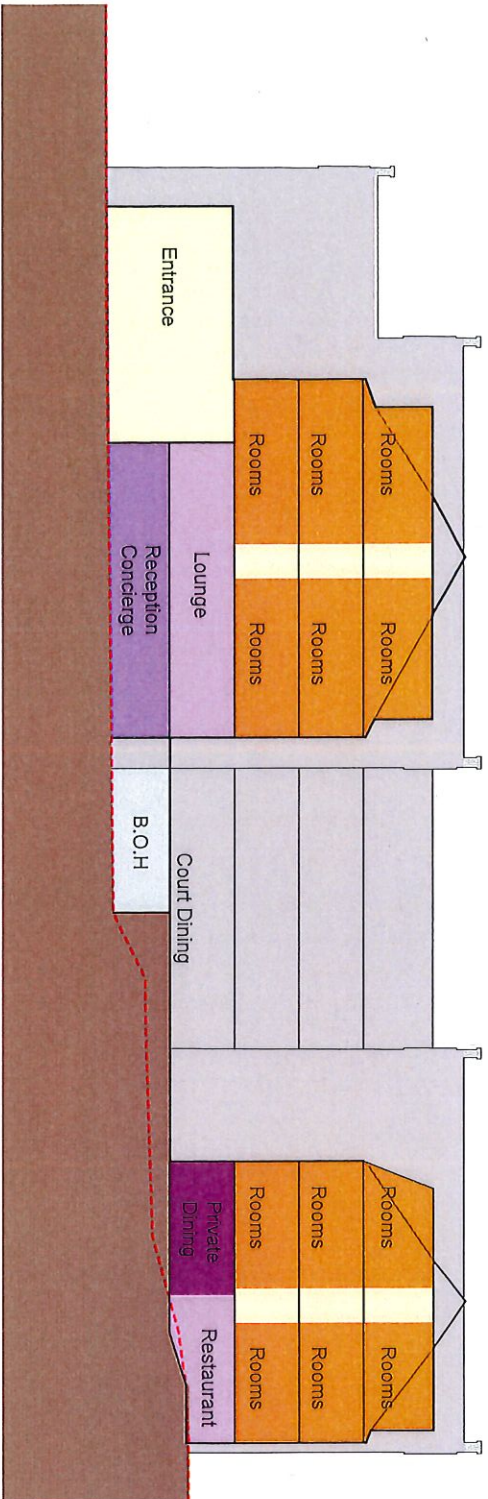 Rooms
Rooms
Rooms
Rooms
Rooms
Rooms
Rooms
Rooms
Rooms
Rooms
Rooms
Rooms
Entrance
Lounge
Reception
Concierge
Court Dining
B.O.H
Private
Dining
Restaurant